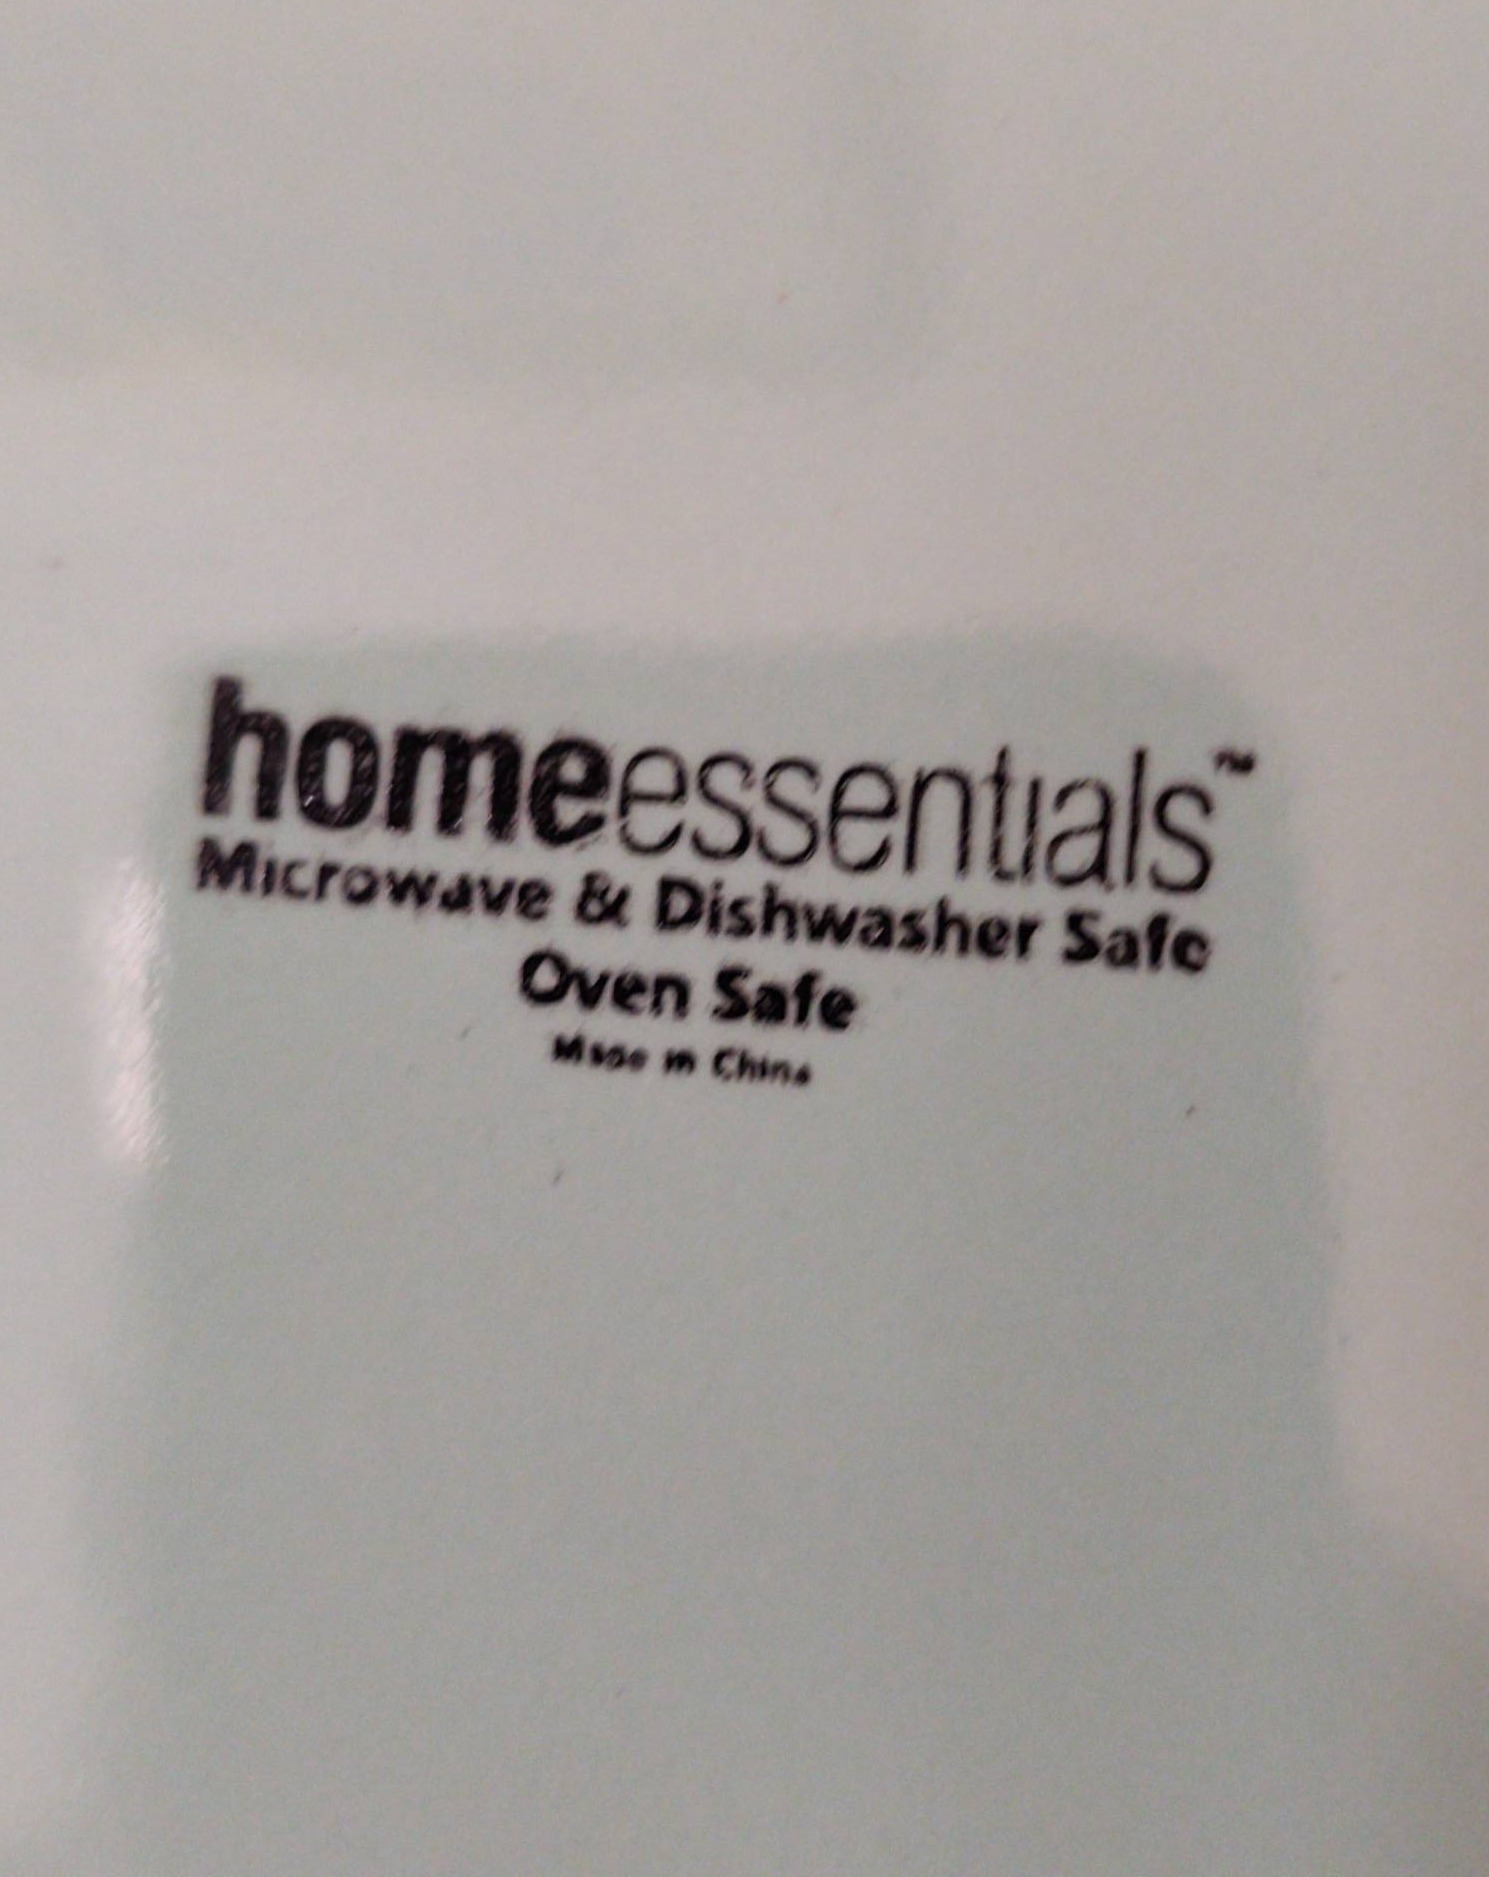 homeessentials™
Microwave & Dishwasher Safe
Oven Safe
Made in China